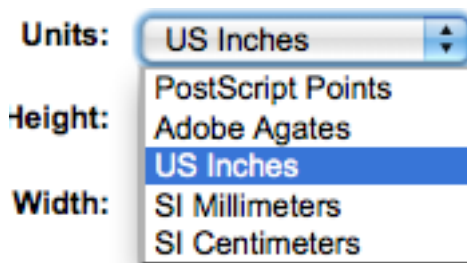 Units: US Inches
PostScript Points
Height: Adobe Agates
US Inches
Width: SI Millimeters
SI Centimeters